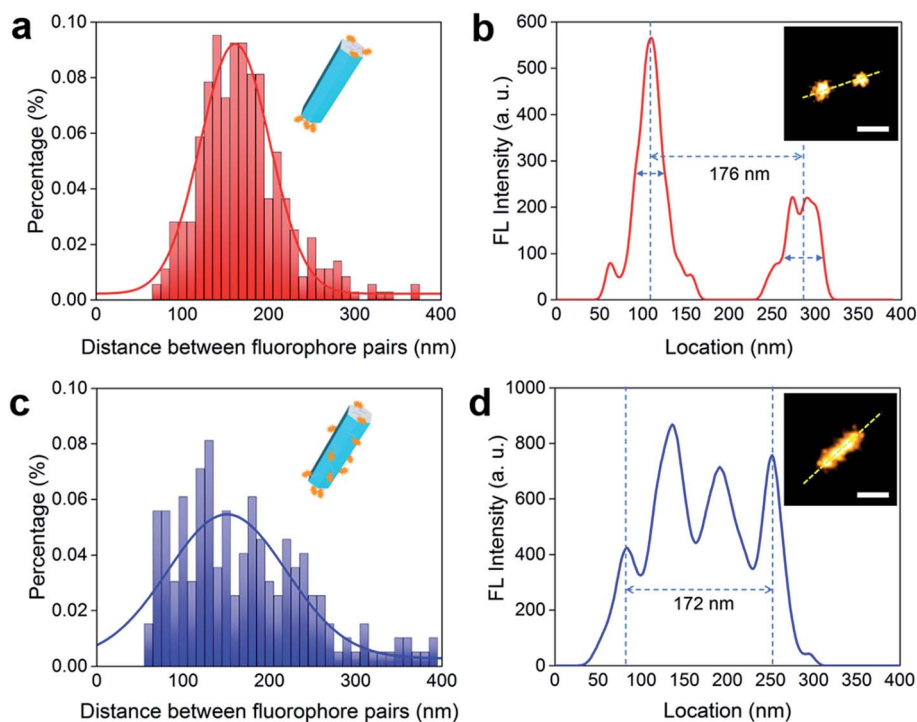 a
Percentage (%)
0.10
0.08
0.06
0.04
0.02
0.00
0 100 200 300 400
Distance between fluorophore pairs (nm)
b
FL Intensity (a. u.)
600
500
400
300
200
100
0
176 nm
0 50 100 150 200 250 300 350 400
Location (nm)
c
Percentage (%)
0.10
0.08
0.06
0.04
0.02
0.00
0 100 200 300 400
Distance between fluorophore pairs (nm)
d
FL Intensity (a. u.)
1000
800
600
400
200
0
172 nm
0 50 100 150 200 250 300 350 400
Location (nm)